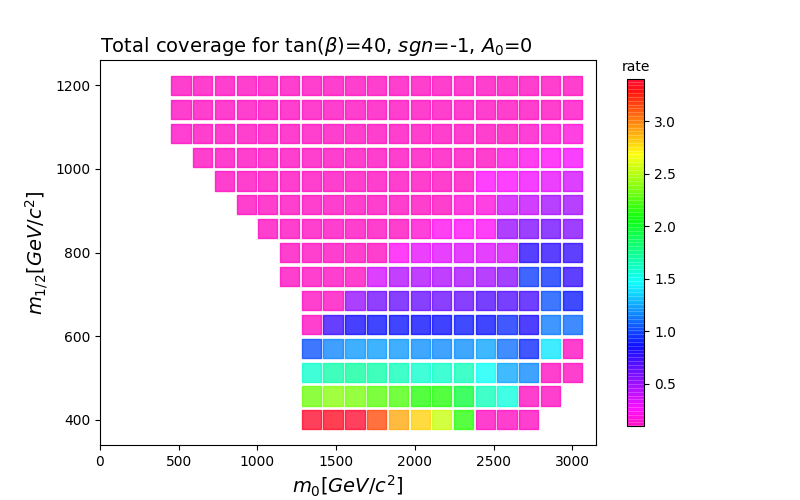 Total coverage for tan(β)=40, sgn=-1, A₀=0
rate
1200
1000
800
600
400
m₁/₂[GeV/c²]
0 500 1000 1500 2000 2500 3000
m₀[GeV/c²]
3.0
2.5
2.0
1.5
1.0
0.5